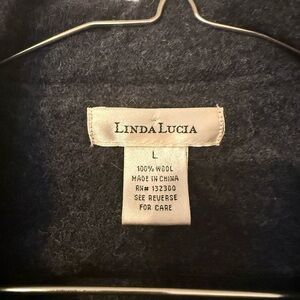 LINDA LUCIA
L
100% WOOL
MADE IN CHINA
RN# 132300
SEE REVERSE
FOR CARE